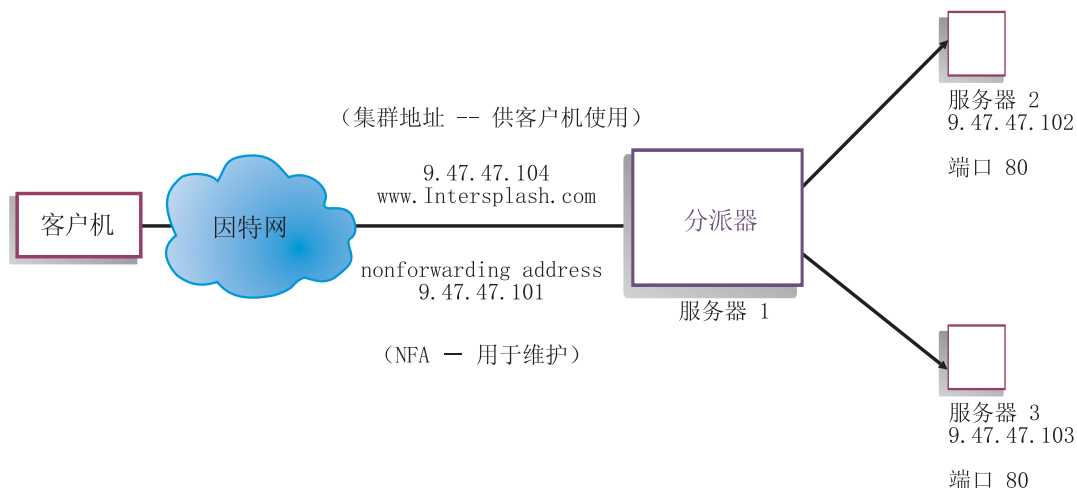 （集群地址 -- 供客户机使用）
9.47.47.104
www.Intersplash.com
客户机
因特网
分派器
nonforwarding address
9.47.47.101
服务器 1
（NFA — 用于维护）
服务器 2
9.47.47.102
端口 80
服务器 3
9.47.47.103
端口 80